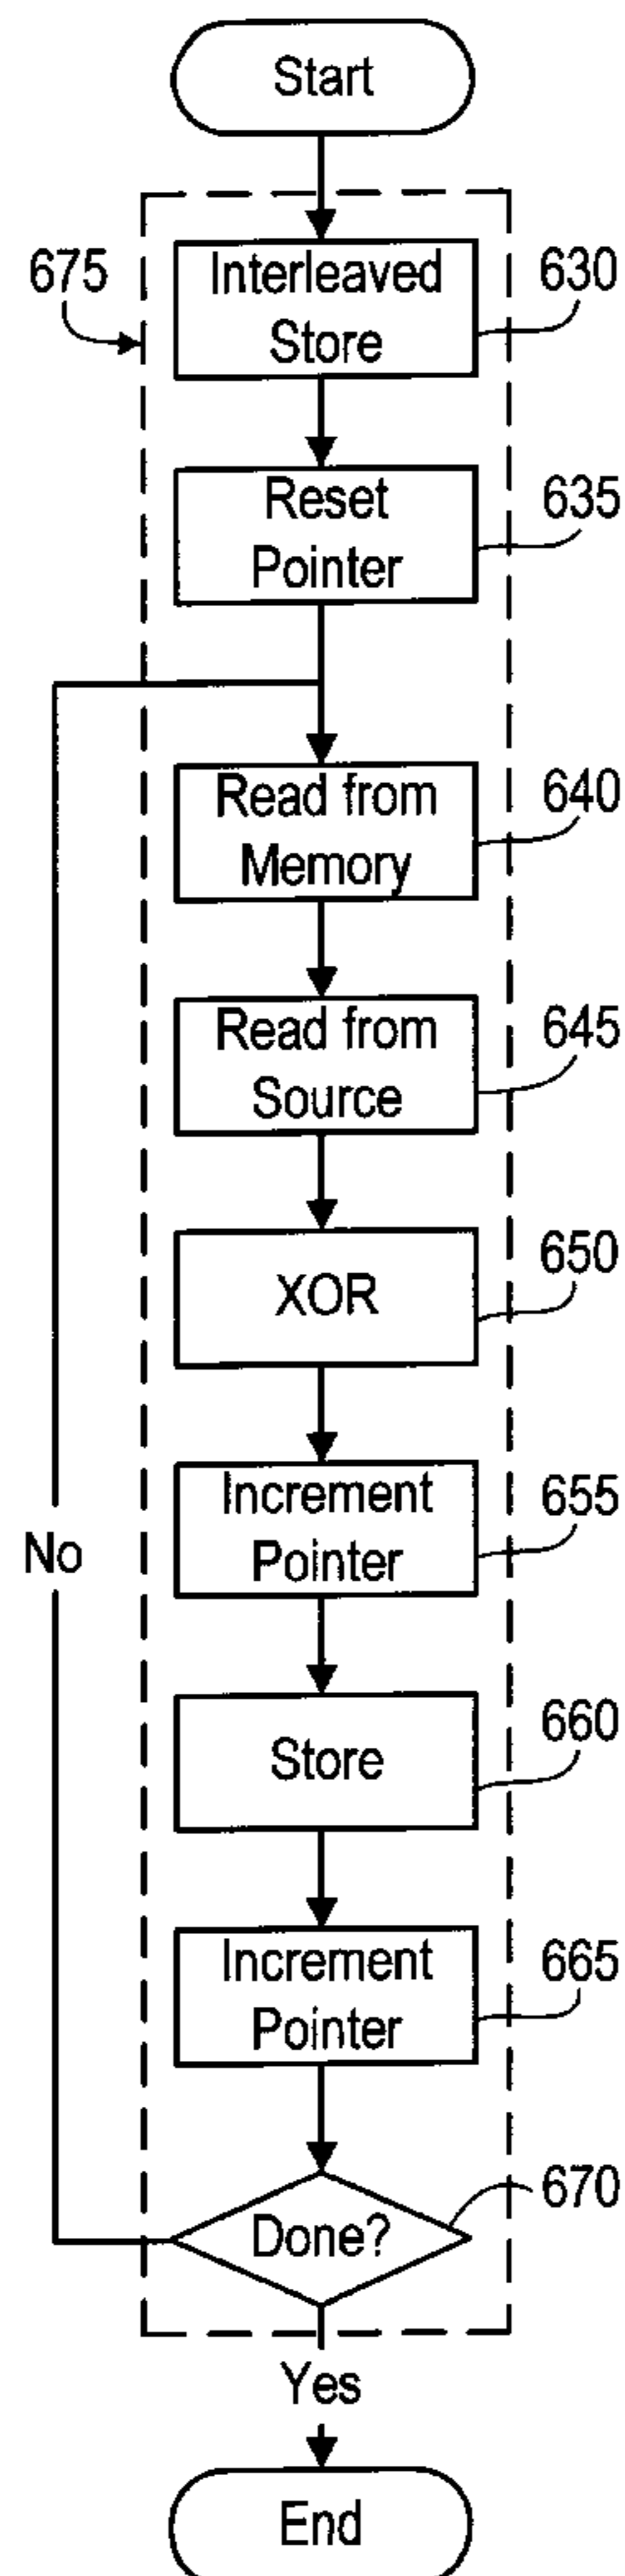 Start
675
Interleaved
Store
630
Reset
Pointer
635
Read from
Memory
640
Read from
Source
645
XOR
650
Increment
Pointer
655
No
Store
660
Increment
Pointer
665
Done?
670
Yes
End